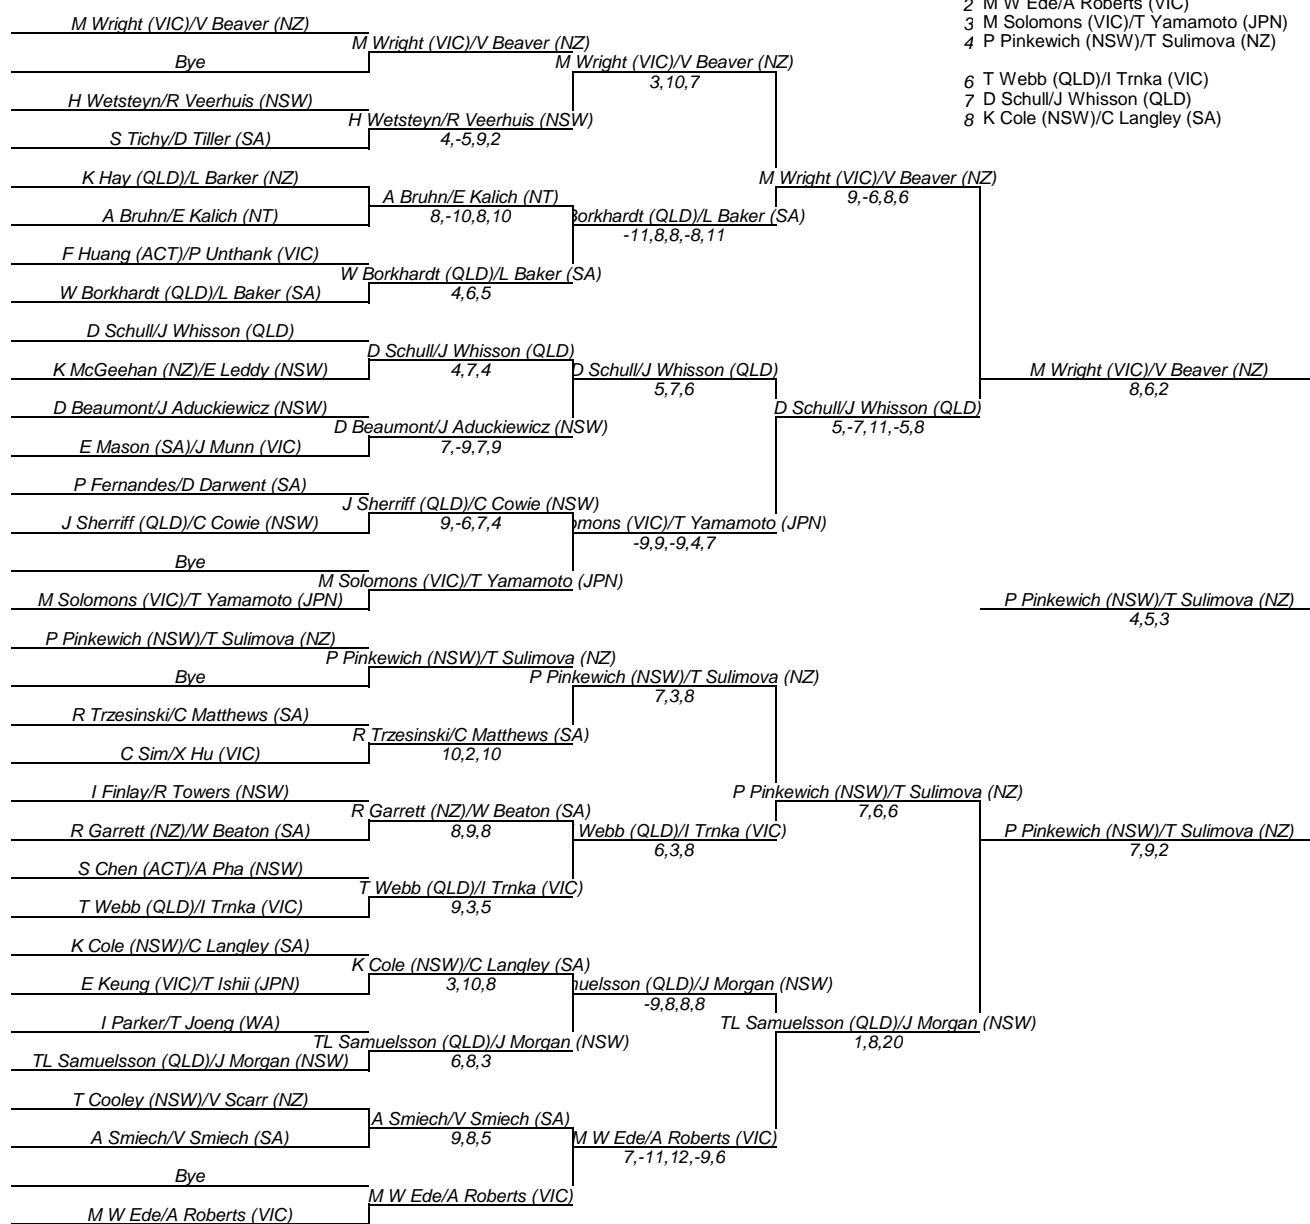 2 M W Ede/A Roberts (VIC)
3 M Solomons (VIC)/T Yamamoto (JPN)
4 P Pinkewich (NSW)/T Sulimova (NZ)
6 T Webb (QLD)/I Trnka (VIC)
7 D Schull/J Whisson (QLD)
8 K Cole (NSW)/C Langley (SA)
M Wright (VIC)/V Beaver (NZ)
M Wright (VIC)/V Beaver (NZ)
Bye
M Wright (VIC)/V Beaver (NZ)
3,10,7
H Wetsteyn/R Veerhuis (NSW)
H Wetsteyn/R Veerhuis (NSW)
S Tichy/D Tiller (SA)
4,-5,9,2
K Hay (QLD)/L Barker (NZ)
M Wright (VIC)/V Beaver (NZ)
9,-6,8,6
A Bruhn/E Kalich (NT)
A Bruhn/E Kalich (NT)
8,-10,8,10
Borkhardt (QLD)/L Baker (SA)
-11,8,8,-8,11
F Huang (ACT)/P Unthank (VIC)
W Borkhardt (QLD)/L Baker (SA)
W Borkhardt (QLD)/L Baker (SA)
4,6,5
D Schull/J Whisson (QLD)
D Schull/J Whisson (QLD)
K McGeehan (NZ)/E Leddy (NSW)
4,7,4
D Schull/J Whisson (QLD)
5,7,6
M Wright (VIC)/V Beaver (NZ)
8,6,2
D Beaumont/J Aduckiewicz (NSW)
D Schull/J Whisson (QLD)
5,-7,11,-5,8
D Beaumont/J Aduckiewicz (NSW)
E Mason (SA)/J Munn (VIC)
7,-9,7,9
P Fernandes/D Darwent (SA)
J Sherriff (QLD)/C Cowie (NSW)
J Sherriff (QLD)/C Cowie (NSW)
9,-6,7,4
omons (VIC)/T Yamamoto (JPN)
-9,9,-9,4,7
Bye
M Solomons (VIC)/T Yamamoto (JPN)
M Solomons (VIC)/T Yamamoto (JPN)
P Pinkewich (NSW)/T Sulimova (NZ)
4,5,3
P Pinkewich (NSW)/T Sulimova (NZ)
P Pinkewich (NSW)/T Sulimova (NZ)
Bye
P Pinkewich (NSW)/T Sulimova (NZ)
7,3,8
R Trzesinski/C Matthews (SA)
R Trzesinski/C Matthews (SA)
C Sim/X Hu (VIC)
10,2,10
I Finlay/R Towers (NSW)
P Pinkewich (NSW)/T Sulimova (NZ)
7,6,6
R Garrett (NZ)/W Beaton (SA)
R Garrett (NZ)/W Beaton (SA)
8,9,8
Webb (QLD)/I Trnka (VIC)
6,3,8
P Pinkewich (NSW)/T Sulimova (NZ)
7,9,2
S Chen (ACT)/A Pha (NSW)
T Webb (QLD)/I Trnka (VIC)
T Webb (QLD)/I Trnka (VIC)
9,3,5
K Cole (NSW)/C Langley (SA)
K Cole (NSW)/C Langley (SA)
E Keung (VIC)/T Ishii (JPN)
3,10,8
uelsson (QLD)/J Morgan (NSW)
-9,8,8,8
I Parker/T Joeng (WA)
TL Samuelsson (QLD)/J Morgan (NSW)
1,8,20
TL Samuelsson (QLD)/J Morgan (NSW)
TL Samuelsson (QLD)/J Morgan (NSW)
6,8,3
T Cooley (NSW)/V Scarr (NZ)
A Smiech/V Smiech (SA)
A Smiech/V Smiech (SA)
9,8,5
M W Ede/A Roberts (VIC)
7,-11,12,-9,6
Bye
M W Ede/A Roberts (VIC)
M W Ede/A Roberts (VIC)